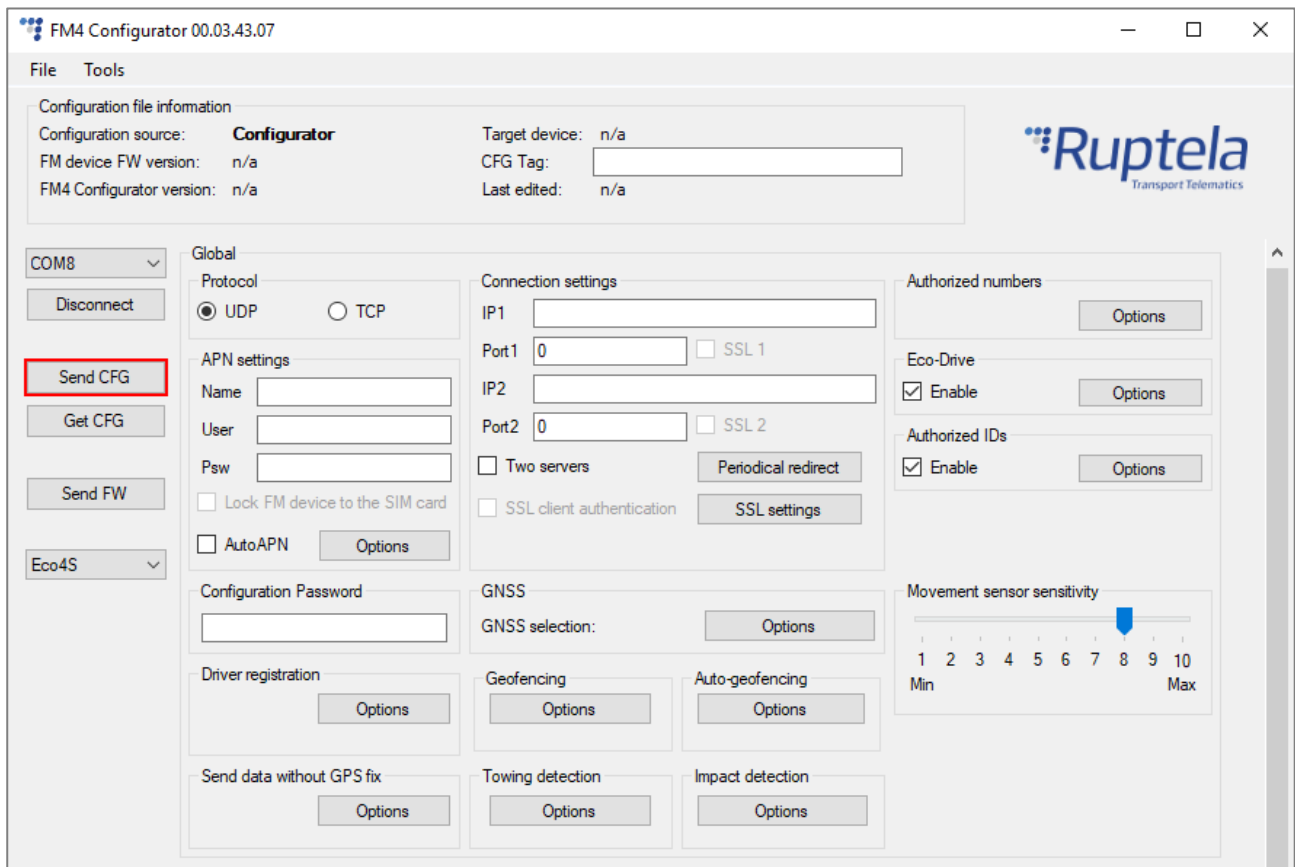 FM4 Configurator 00.03.43.07
File Tools
Configuration file information
Configuration source: Configurator
Target device: n/a
FM device FW version: n/a
CFG Tag:
FM4 Configurator version: n/a
Last edited: n/a
Ruptela
Transport Telematics
COM8
Disconnect
Send CFG
Get CFG
Send FW
Eco4S
Global
Protocol
UDP TCP
APN settings
Name
User
Psw
Lock FM device to the SIM card
AutoAPN Options
Connection settings
IP1
Port1 0 SSL 1
IP2
Port2 0 SSL 2
Two servers Periodical redirect
SSL client authentication SSL settings
Authorized numbers
Options
Eco-Drive
Enable Options
Authorized IDs
Enable Options
Configuration Password
GNSS
GNSS selection: Options
Movement sensor sensitivity
1 2 3 4 5 6 7 8 9 10
Min Max
Driver registration
Options
Geofencing
Options
Auto-geofencing
Options
Send data without GPS fix
Options
Towing detection
Options
Impact detection
Options